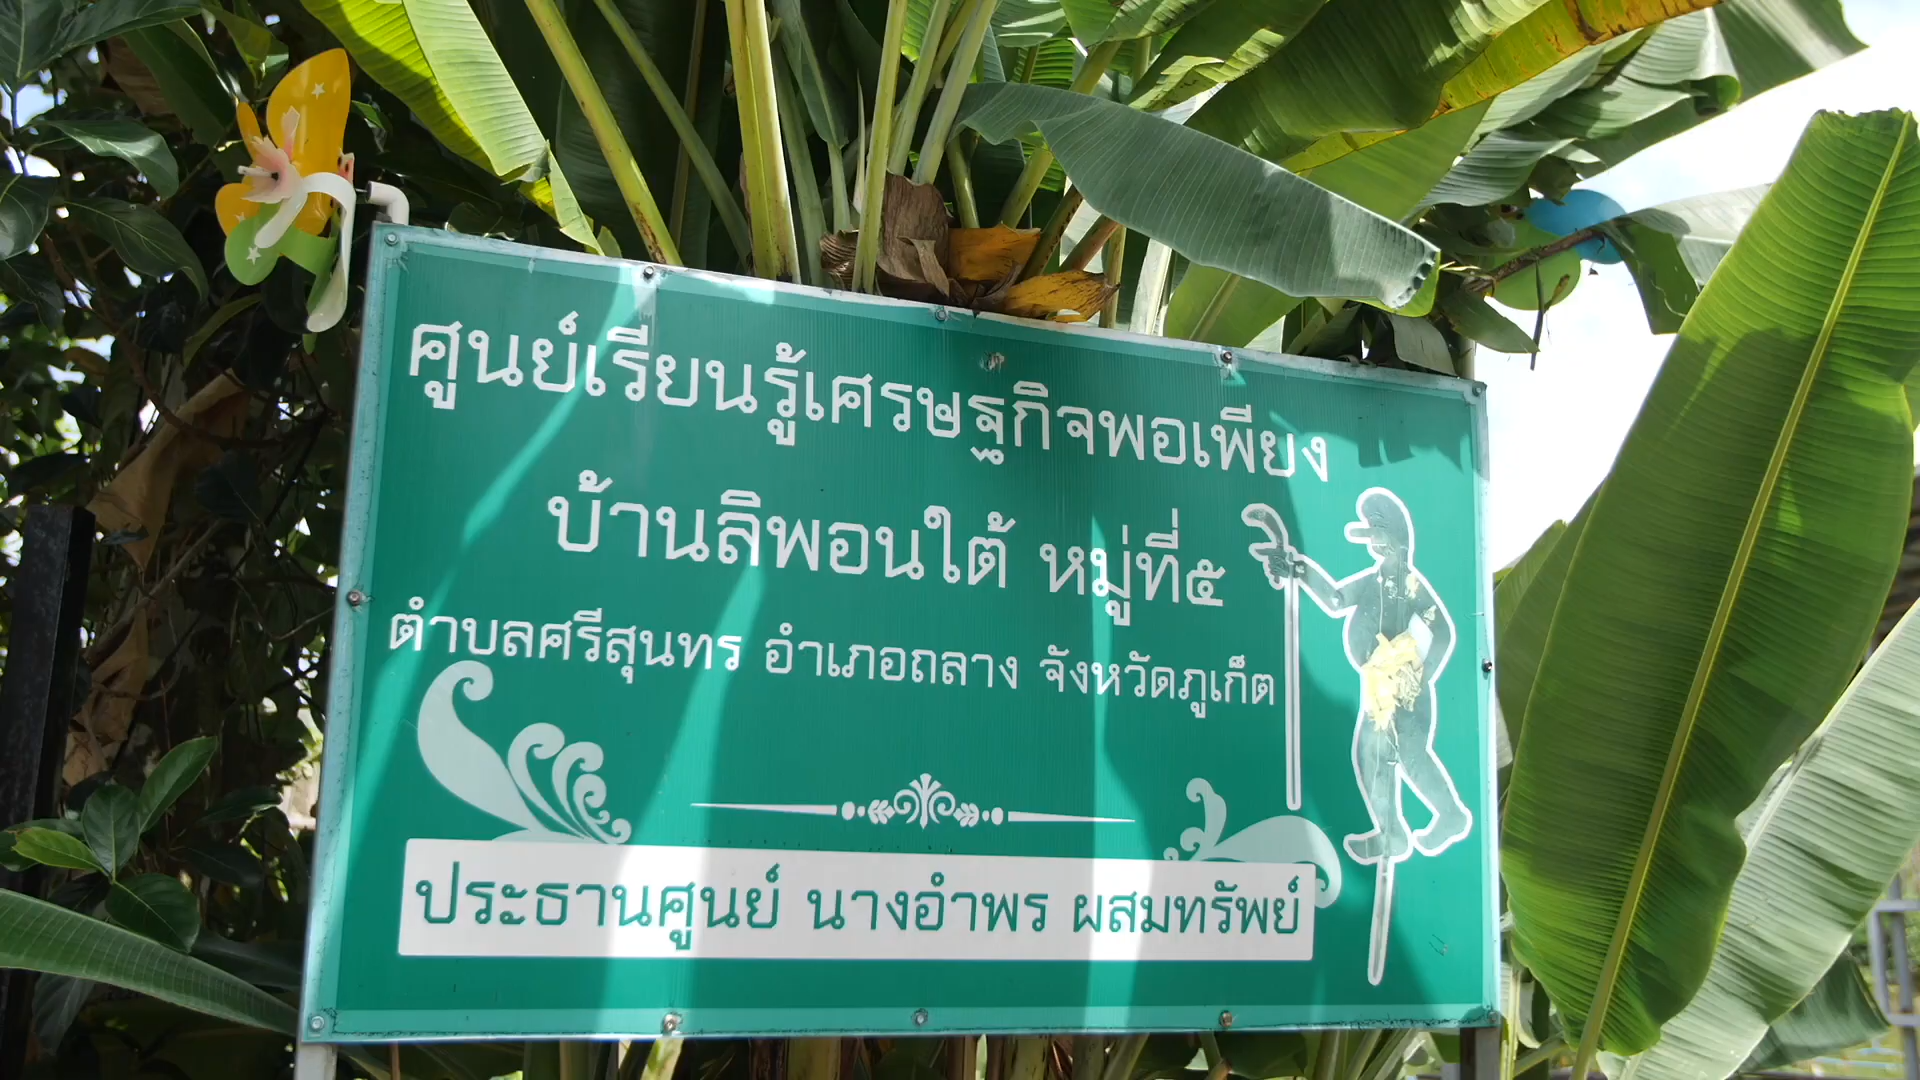 ศูนย์เรียนรู้เศรษฐกิจพอเพียง
บ้านลิพอนใต้ หมู่ที่๕
ตำบลศรีสุนทร อำเภอถลาง จังหวัดภูเก็ต
ประธานศูนย์ นางอำพร ผสมทรัพย์